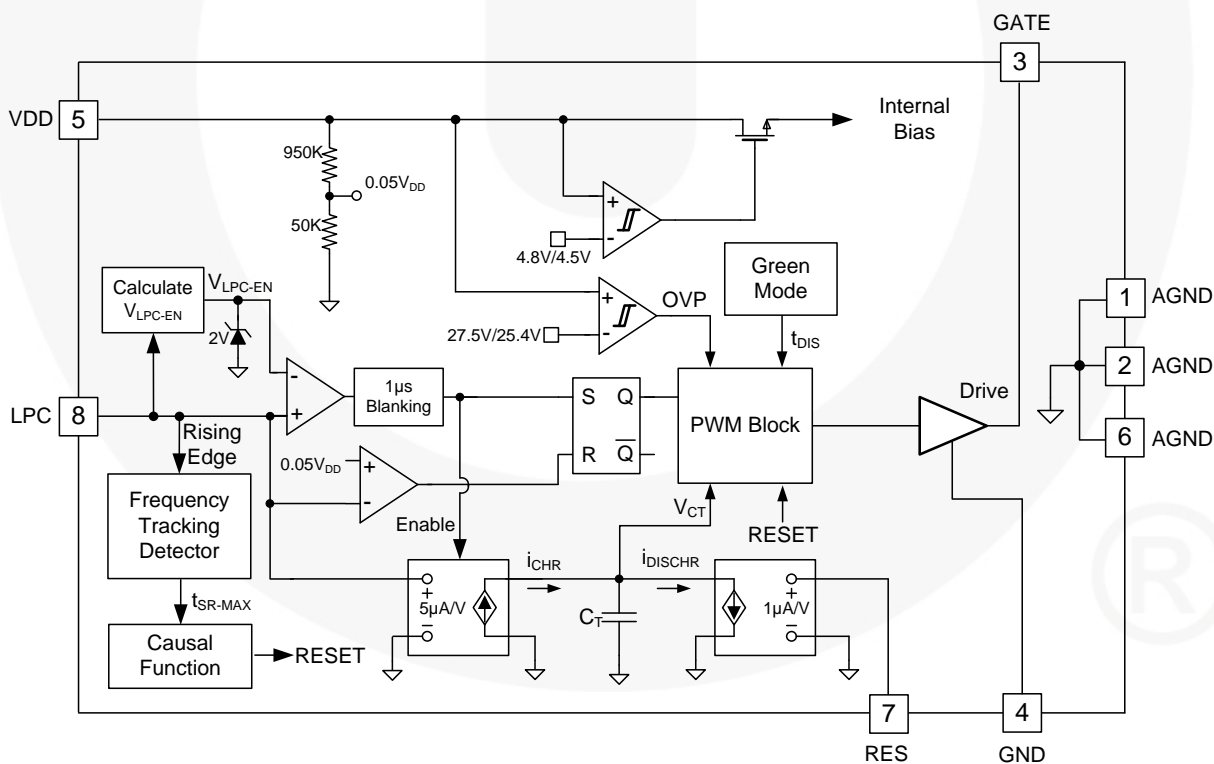 GATE
3
VDD
5
Internal
Bias
950K
0.05VDD
50K
+
-
4.8V/4.5V
Calculate
VLPC-EN
VLPC-EN
2V
+
-
27.5V/25.4V
OVP
Green
Mode
tDIS
1
AGND
2
AGND
6
AGND
LPC
8
-
+
1µs
Blanking
S
Q
R
Q
PWM Block
Drive
Rising
Edge
0.05VDD
+
-
Frequency
Tracking
Detector
Enable
VCT
RESET
iCHR
iDISCHR
+
5µA/V
-
CT
+
1µA/V
-
tSR-MAX
Causal
Function
RESET
7
RES
4
GND
®